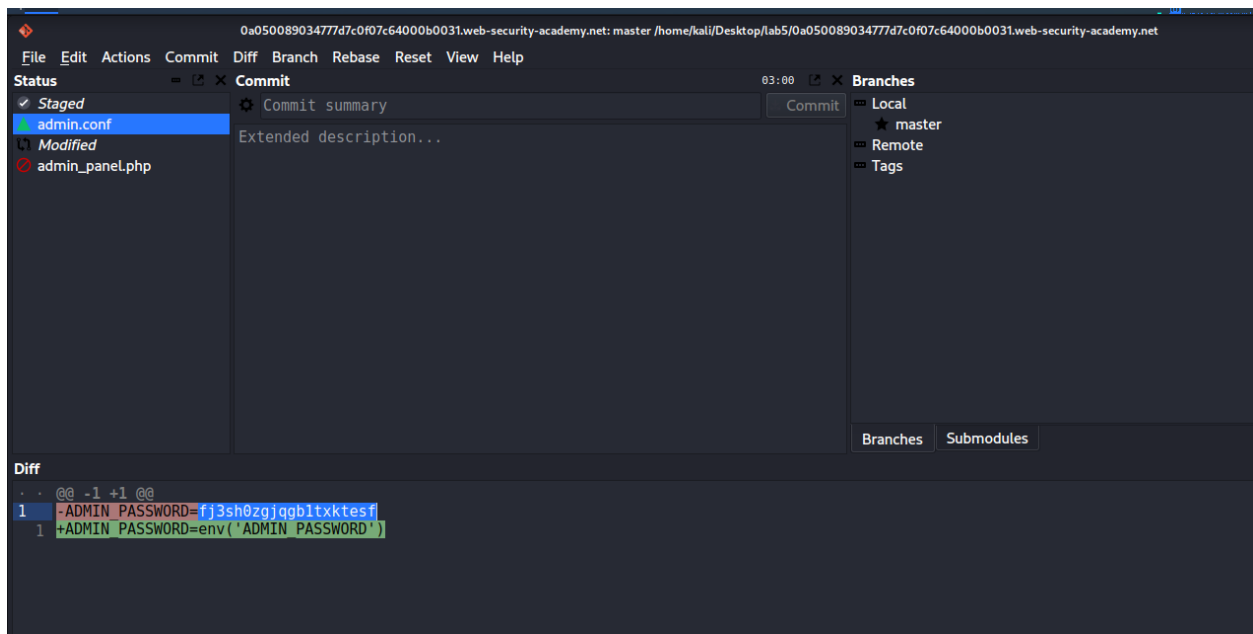 0a050089034777d7c0f07c64000b0031.web-security-academy.net: master /home/kali/Desktop/lab5/0a050089034777d7c0f07c64000b0031.web-security-academy.net
File Edit Actions Commit Diff Branch Rebase Reset View Help
Status
Staged
admin.conf
Modified
admin_panel.php
Commit
03:00
Commit summary
Commit
Extended description...
Branches
Local
master
Remote
Tags
Branches Submodules
Diff
@@ -1 +1 @@
1 -ADMIN_PASSWORD=fj3sh0zgjqgb1txktesf
1 +ADMIN_PASSWORD=env('ADMIN_PASSWORD')